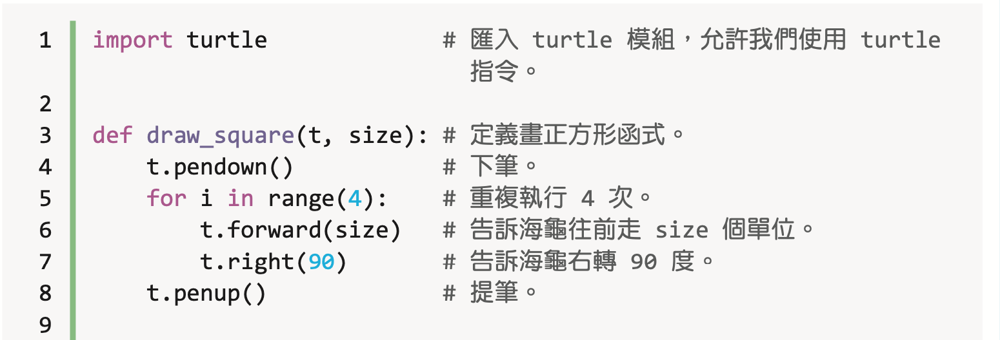 1 import turtle # 匯入 turtle 模組，允許我們使用 turtle
指令。
2
3 def draw_square(t, size): # 定義畫正方形函式。
4 t.pendown() # 下筆。
5 for i in range(4): # 重複執行 4 次。
6 t.forward(size) # 告訴海龜往前走 size 個單位。
7 t.right(90) # 告訴海龜右轉 90 度。
8 t.penup() # 提筆。
9